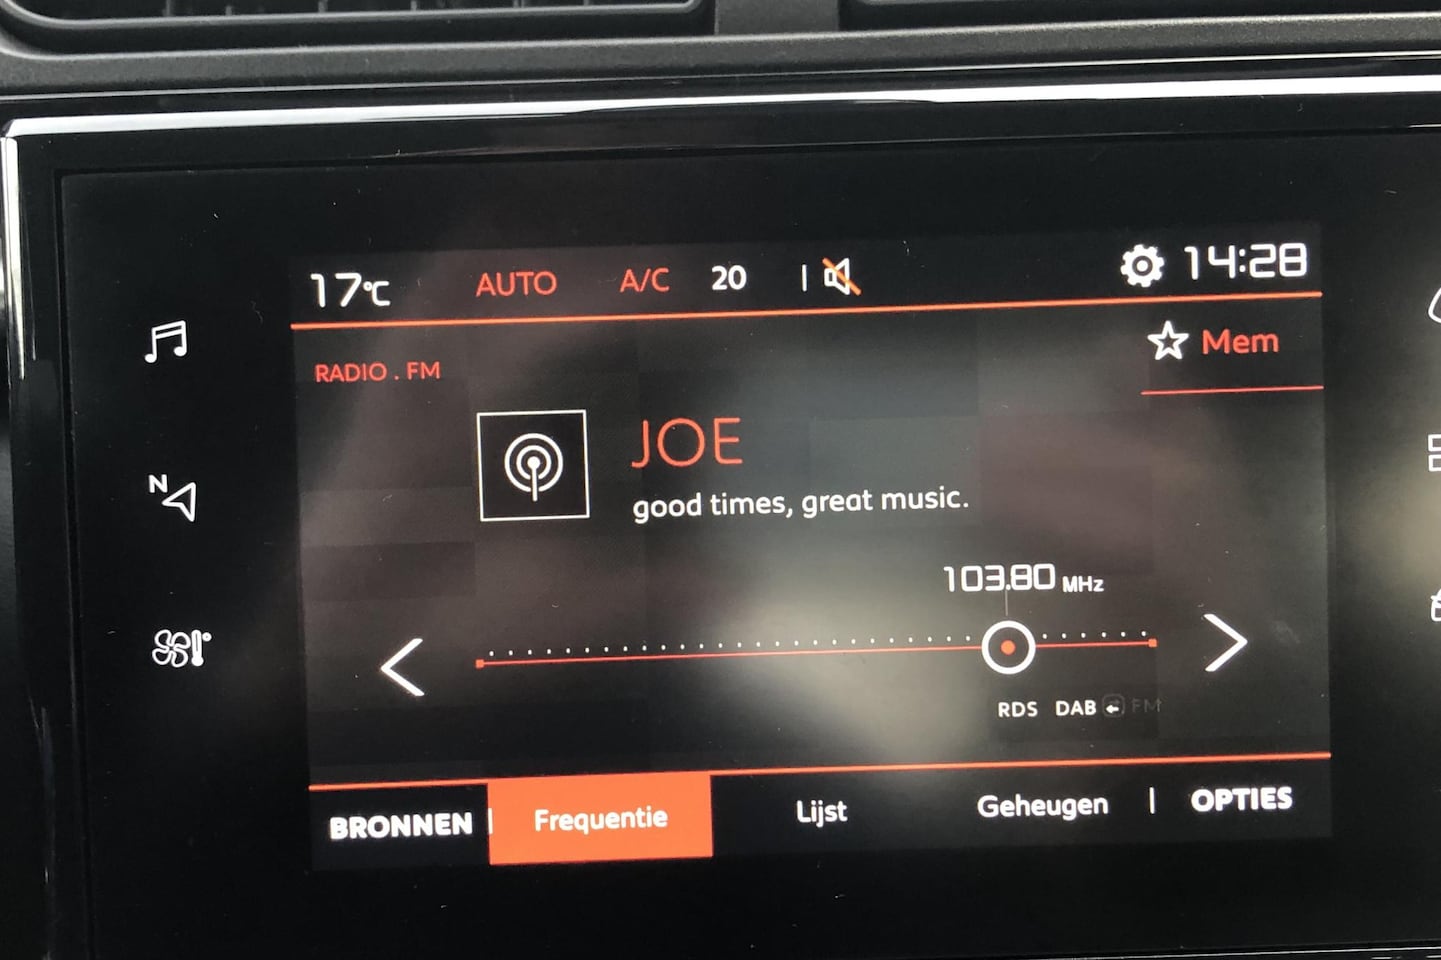 17°C AUTO A/C 20 14:28
Mem
RADIO . FM
JOE
good times, great music.
103.80 MHz
N
RDS DAB FM
BRONNEN Frequentie Lijst Geheugen OPTIES